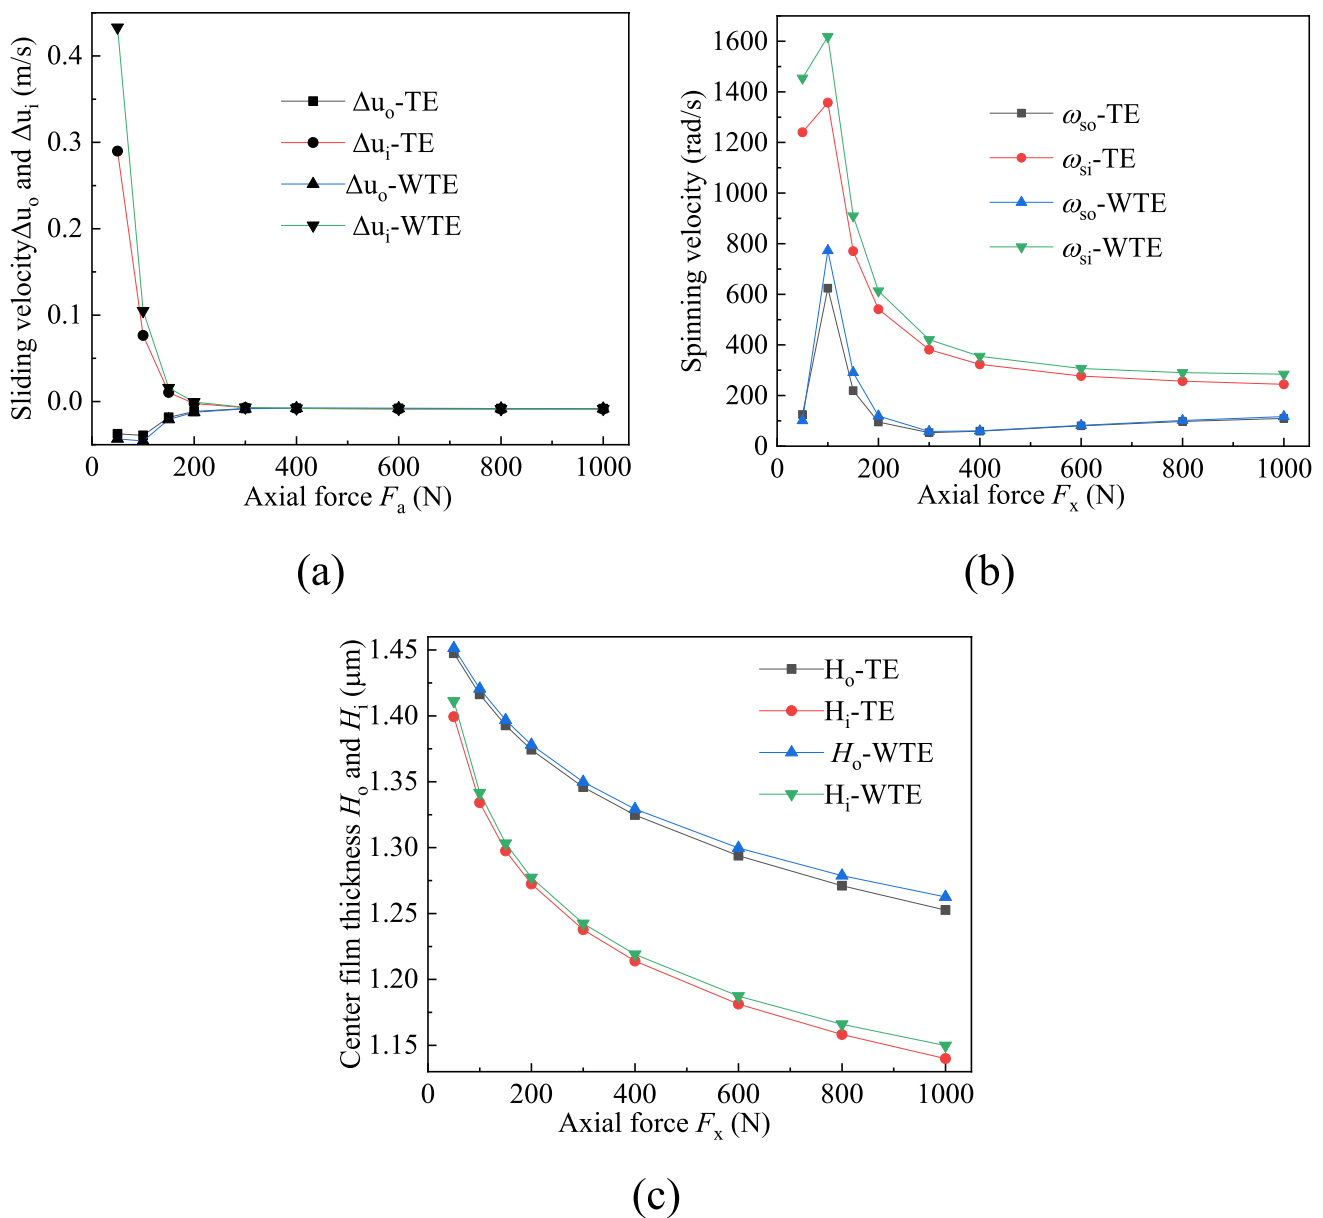 Sliding velocityΔuo and Δui (m/s)
0.4
0.3
0.2
0.1
0.0
Δuo-TE
Δui-TE
Δuo-WTE
Δui-WTE
0 200 400 600 800 1000
Axial force Fa (N)
(a)
Spinning velocity (rad/s)
1600
1400
1200
1000
800
600
400
200
0
ωso-TE
ωsi-TE
ωso-WTE
ωsi-WTE
0 200 400 600 800 1000
Axial force Fx (N)
(b)
Center film thickness Ho and Hi (μm)
1.45
1.40
1.35
1.30
1.25
1.20
1.15
Ho-TE
Hi-TE
Ho-WTE
Hi-WTE
0 200 400 600 800 1000
Axial force Fx (N)
(c)